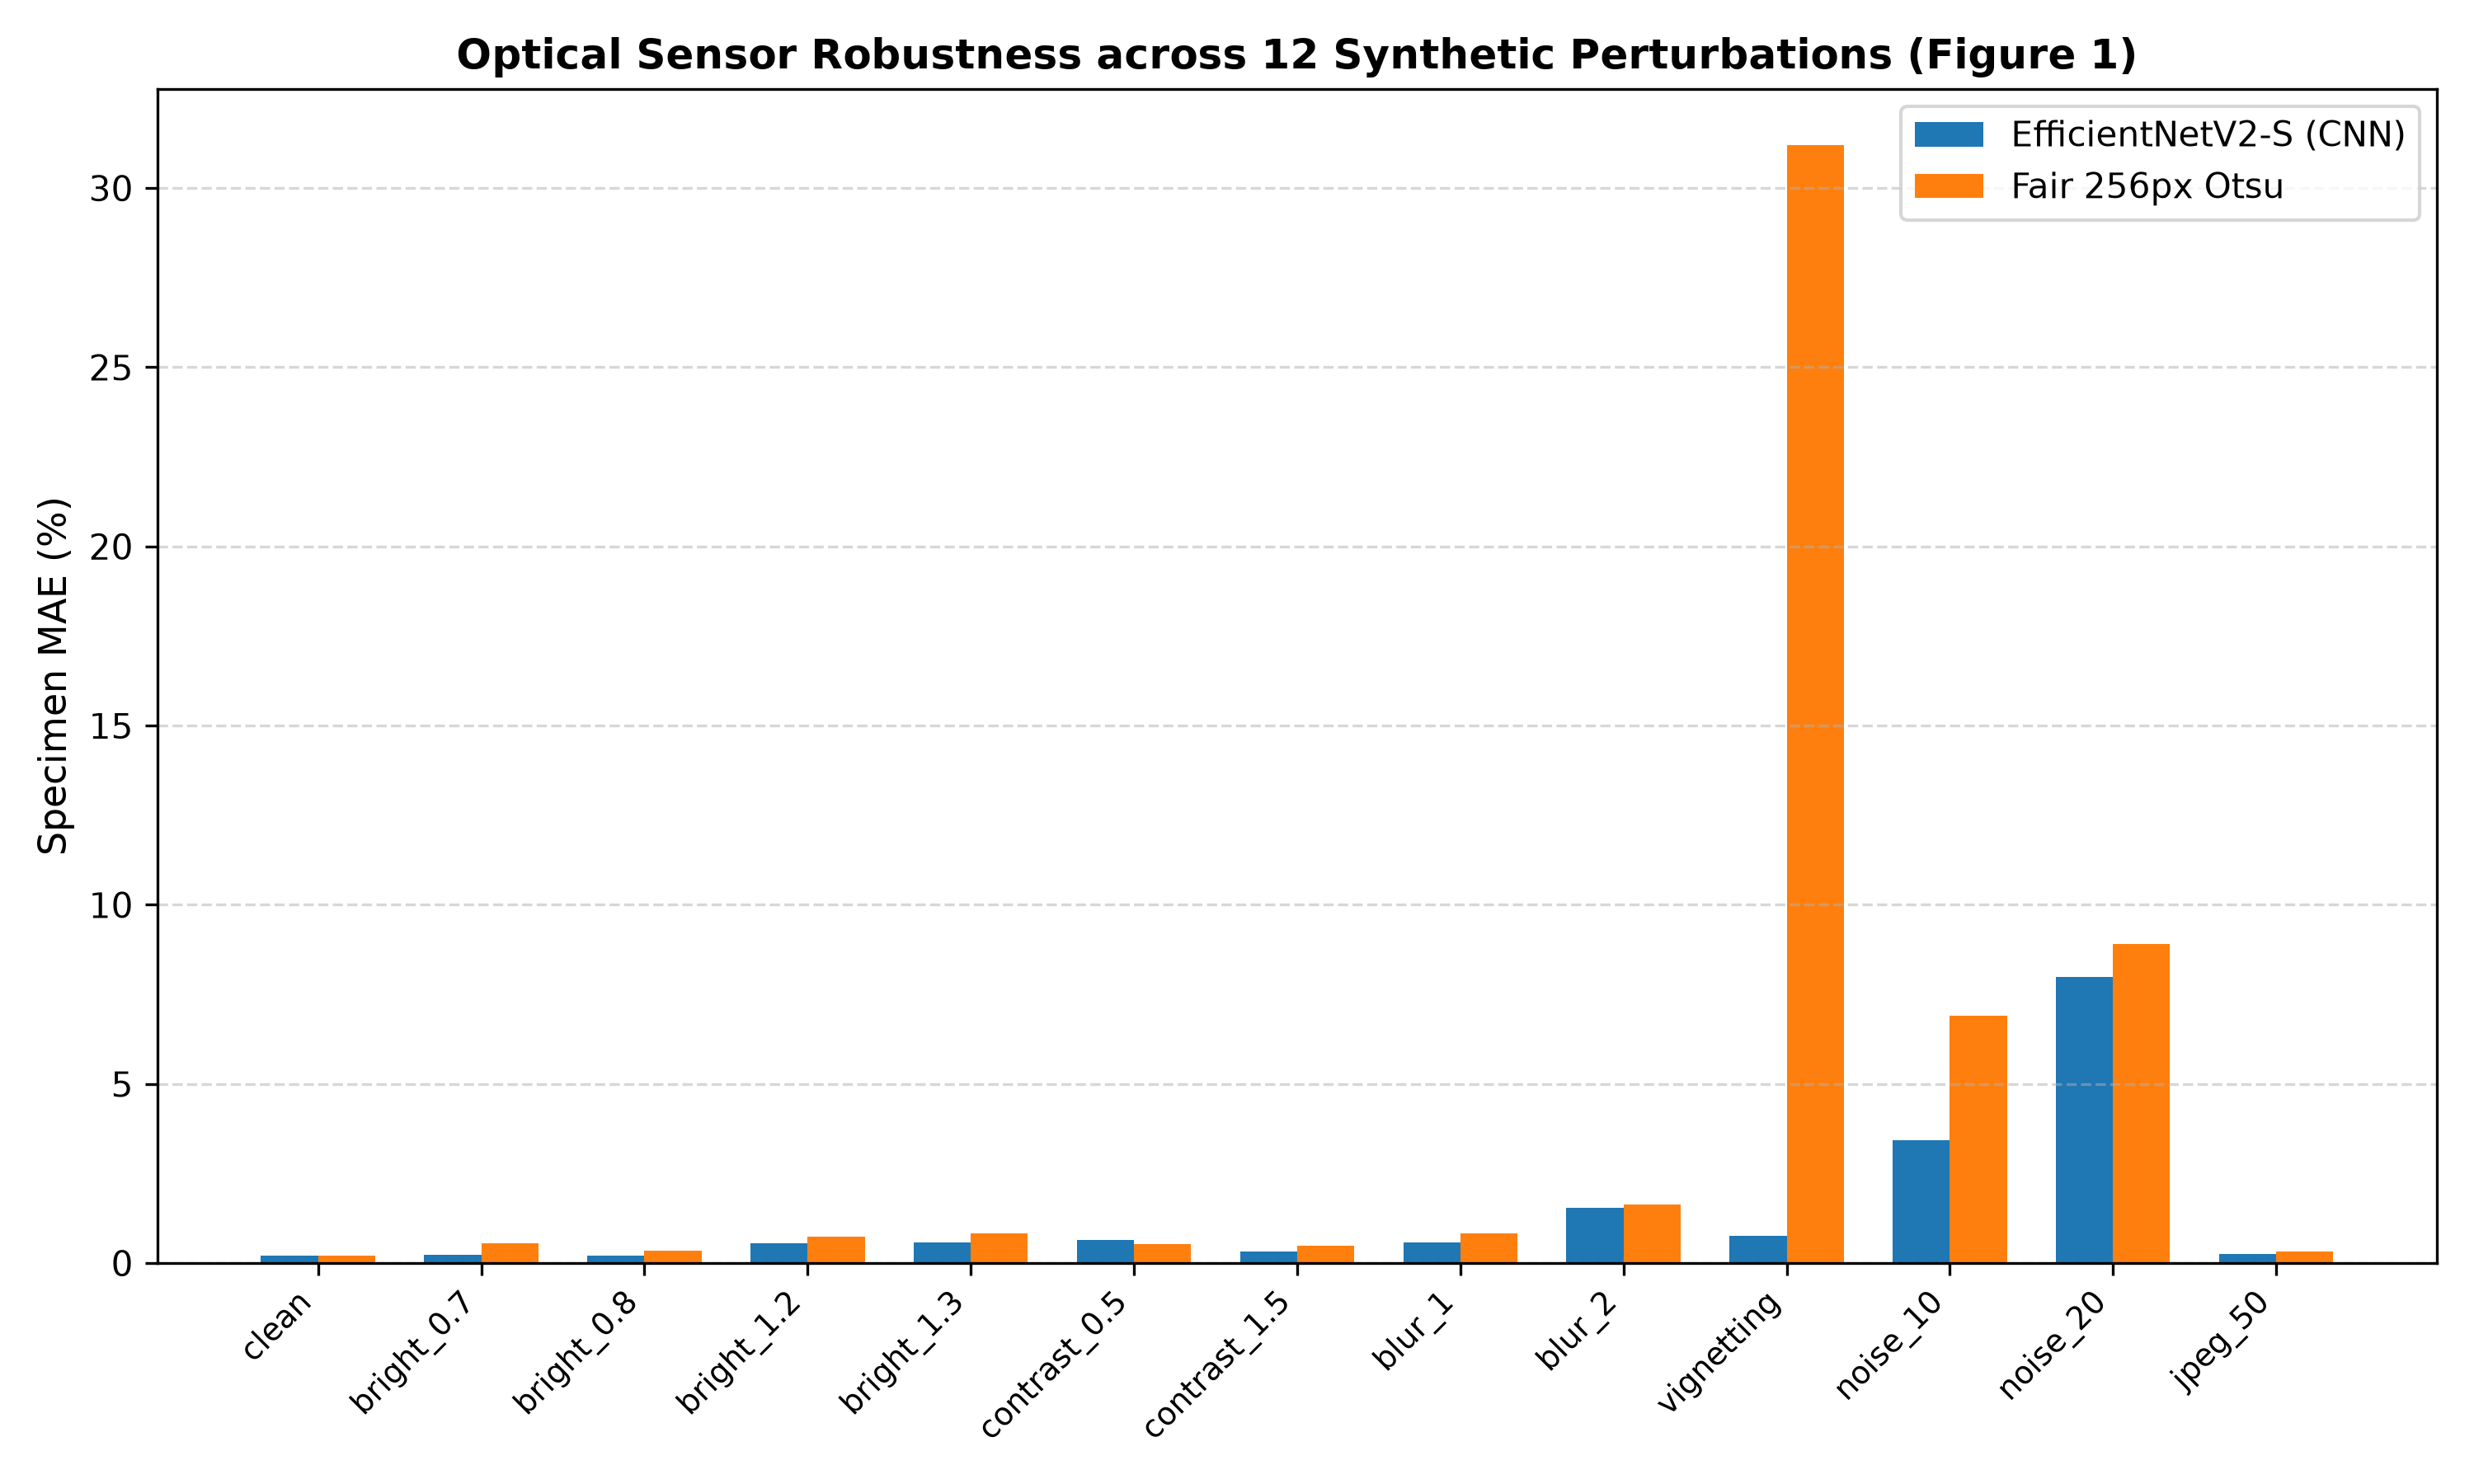 Optical Sensor Robustness across 12 Synthetic Perturbations (Figure 1)
EfficientNetV2-S (CNN)
Fair 256px Otsu
Specimen MAE (%)
30
25
20
15
10
5
0
clean
bright_0.7
bright_0.8
bright_1.2
bright_1.3
contrast_0.5
contrast_1.5
blur_1
blur_2
vignetting
noise_10
noise_20
jpeg_50